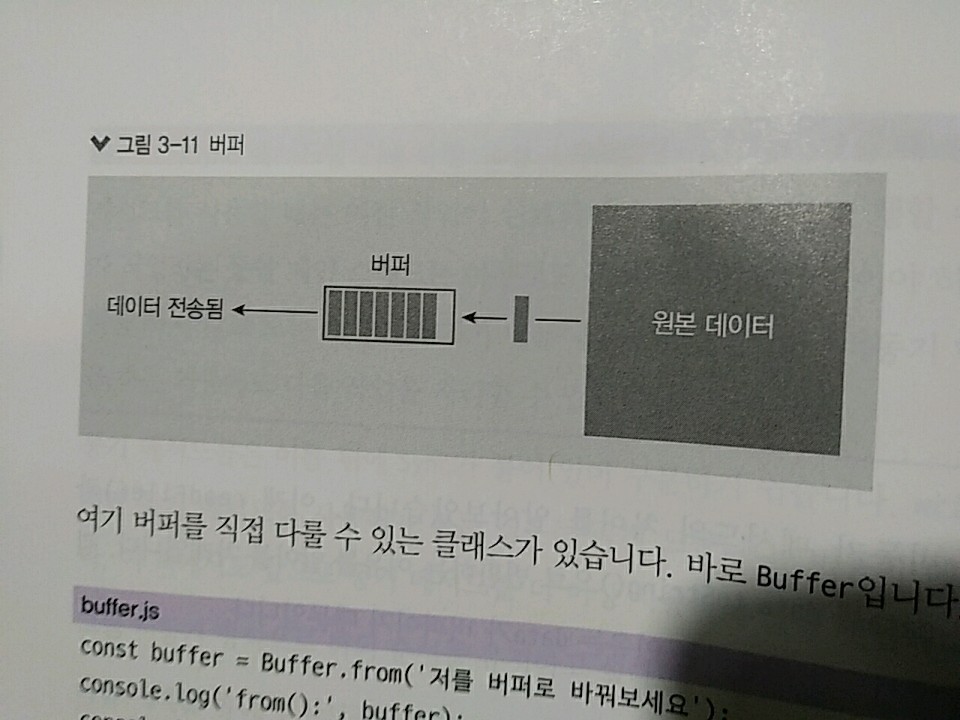 그림 3-11 버퍼
버퍼
데이터 전송됨
원본 데이터
여기 버퍼를 직접 다룰 수 있는 클래스가 있습니다. 바로 Buffer입니다.
buffer.js
const buffer = Buffer.from('저를 버퍼로 바꿔보세요');
console.log('from():', buffer);